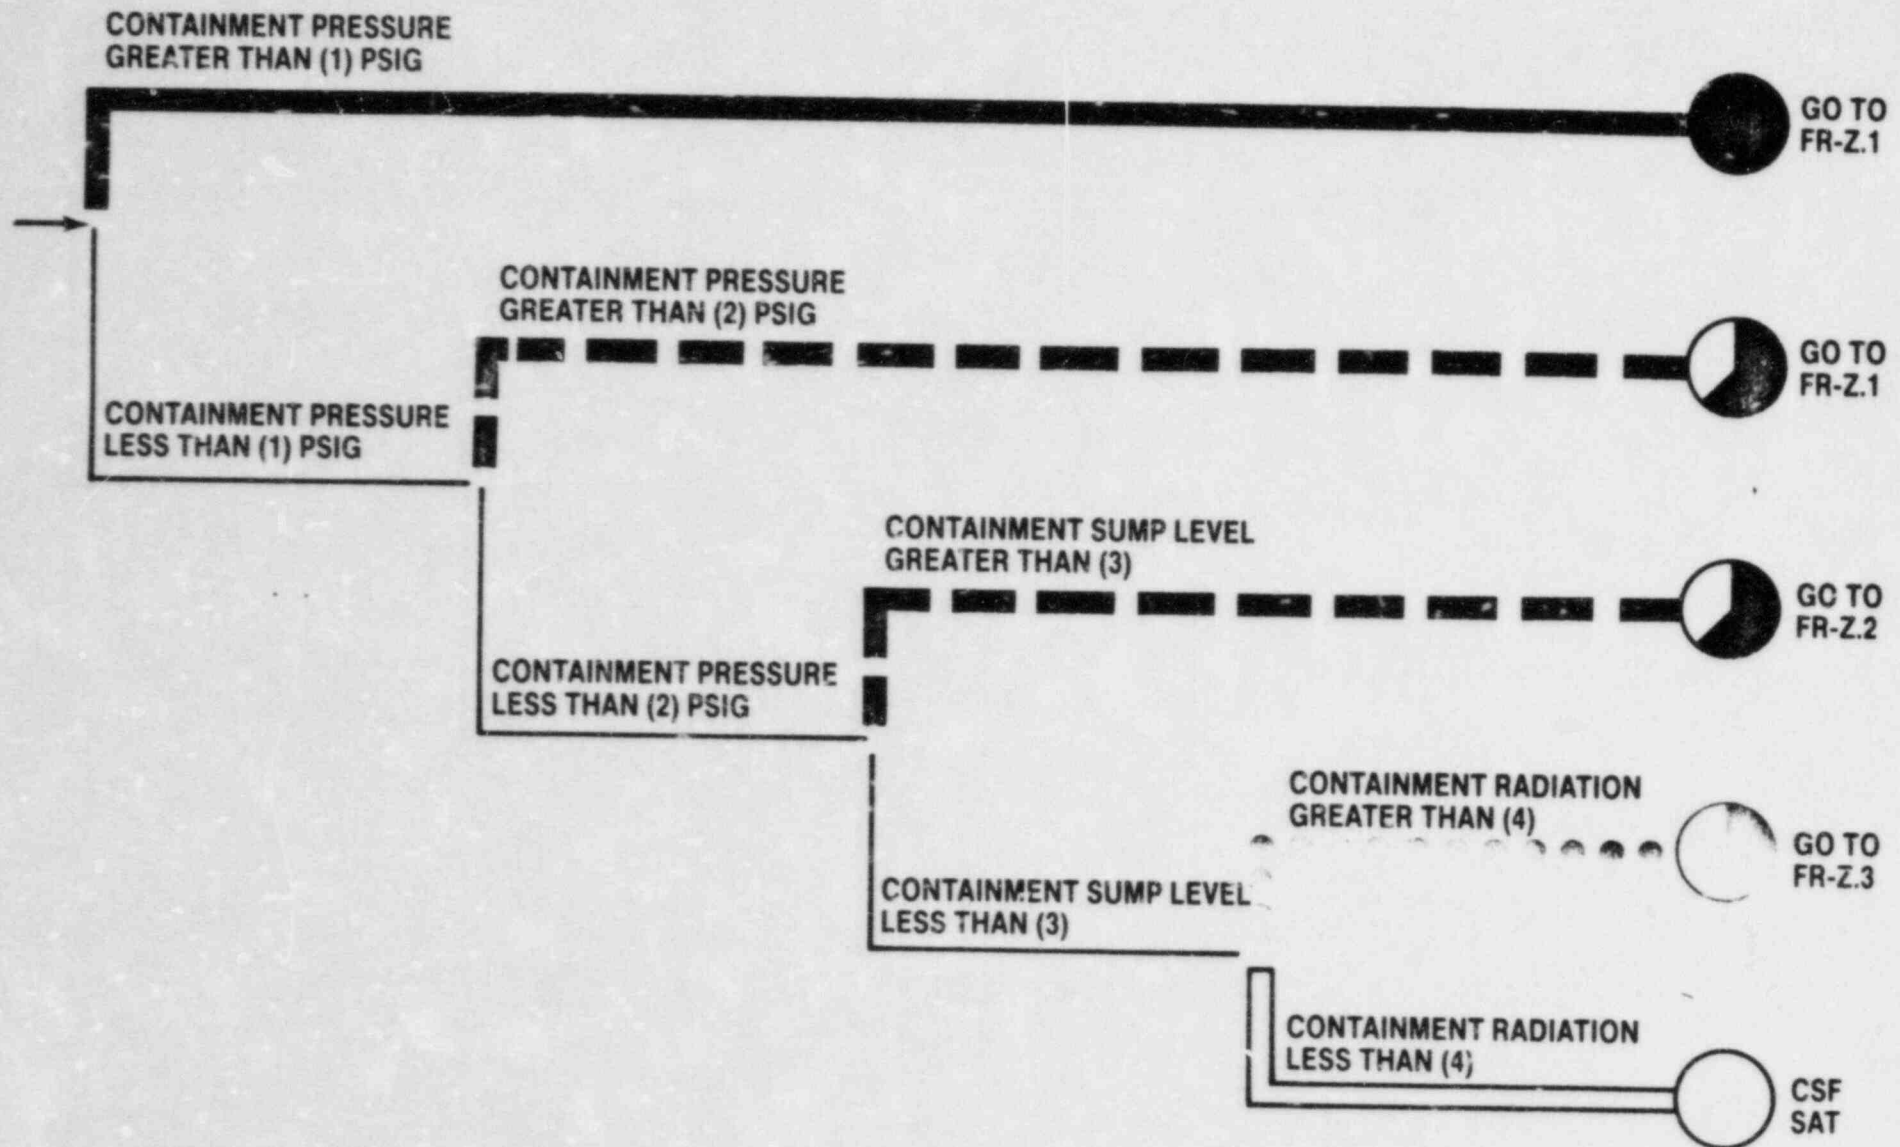 CONTAINMENT PRESSURE
GREATER THAN (1) PSIG
GO TO
FR-Z.1
CONTAINMENT PRESSURE
GREATER THAN (2) PSIG
GO TO
FR-Z.1
CONTAINMENT PRESSURE
LESS THAN (1) PSIG
CONTAINMENT SUMP LEVEL
GREATER THAN (3)
GO TO
FR-Z.2
CONTAINMENT PRESSURE
LESS THAN (2) PSIG
CONTAINMENT RADIATION
GREATER THAN (4)
GO TO
FR-Z.3
CONTAINMENT SUMP LEVEL
LESS THAN (3)
CONTAINMENT RADIATION
LESS THAN (4)
CSF
SAT